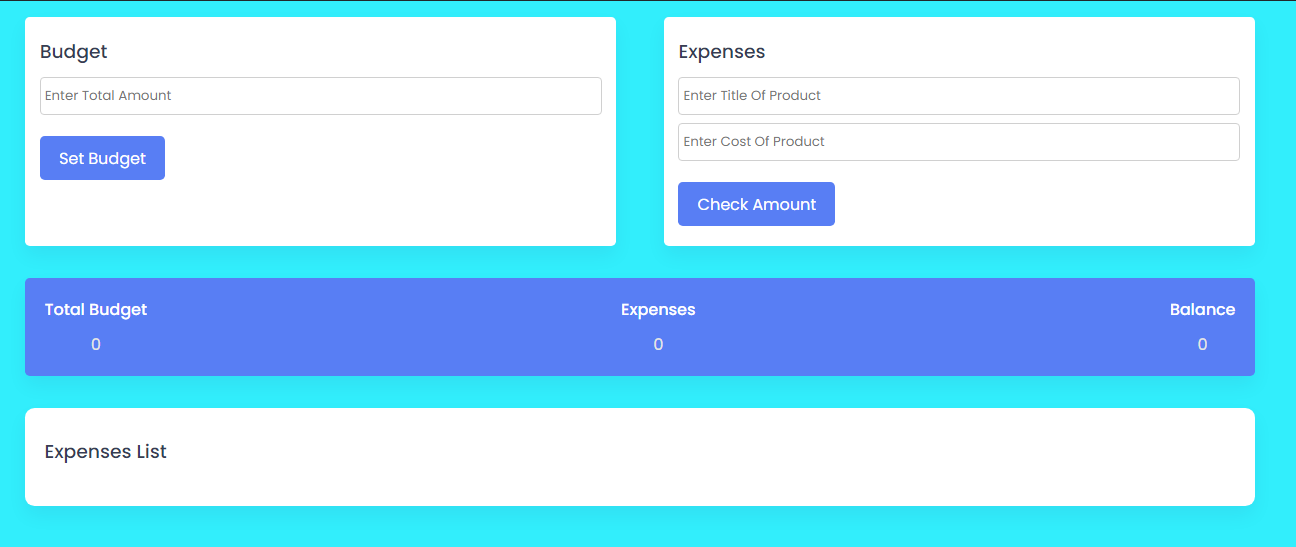 Budget
Enter Total Amount
Set Budget
Expenses
Enter Title Of Product
Enter Cost Of Product
Check Amount
Total Budget Expenses Balance
0 0 0
Expenses List